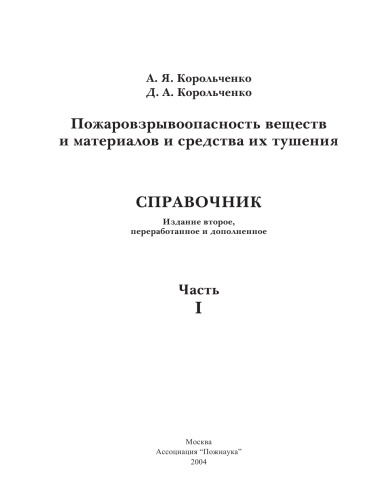 А. Я. Корольченко
Д. А. Корольченко
Пожаровзрывоопасность веществ
и материалов и средства их тушения
СПРАВОЧНИК
Издание второе,
переработанное и дополненное
Часть
I
Москва
Ассоциация “Пожнаука”
2004